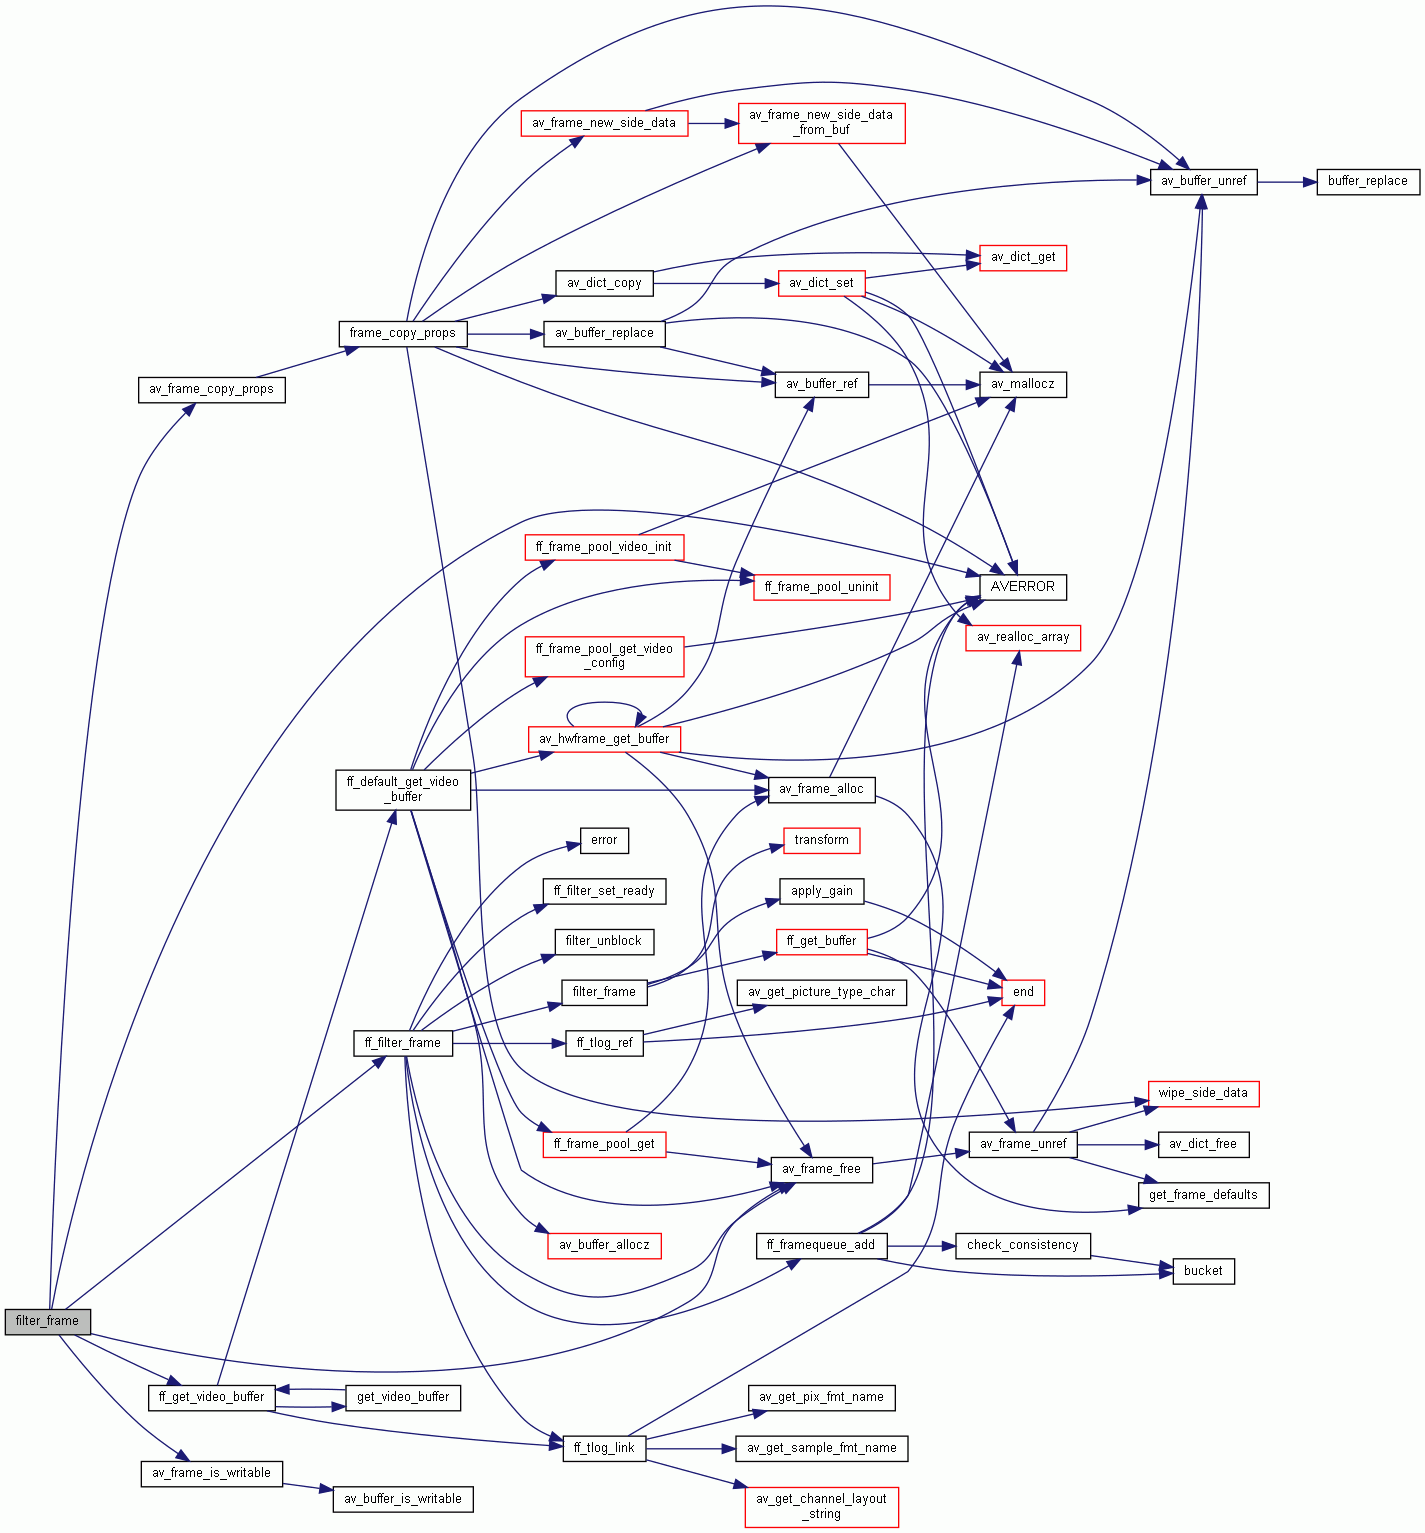 av_frame_new_side_data
av_frame_new_side_data
_from_buf
av_buffer_unref
buffer_replace
av_dict_get
av_dict_copy
av_dict_set
frame_copy_props
av_buffer_replace
av_frame_copy_props
av_buffer_ref
av_mallocz
ff_frame_pool_video_init
ff_frame_pool_uninit
AVERROR
ff_frame_pool_get_video
_config
av_realloc_array
av_hwframe_get_buffer
ff_default_get_video
_buffer
av_frame_alloc
error
transform
ff_filter_set_ready
apply_gain
filter_unblock
ff_get_buffer
filter_frame
av_get_picture_type_char
end
ff_filter_frame
ff_tlog_ref
wipe_side_data
ff_frame_pool_get
av_frame_unref
av_dict_free
av_frame_free
get_frame_defaults
av_buffer_allocz
ff_framequeue_add
check_consistency
bucket
filter_frame
ff_get_video_buffer
get_video_buffer
av_get_pix_fmt_name
ff_tlog_link
av_get_sample_fmt_name
av_frame_is_writable
av_buffer_is_writable
av_get_channel_layout
_string